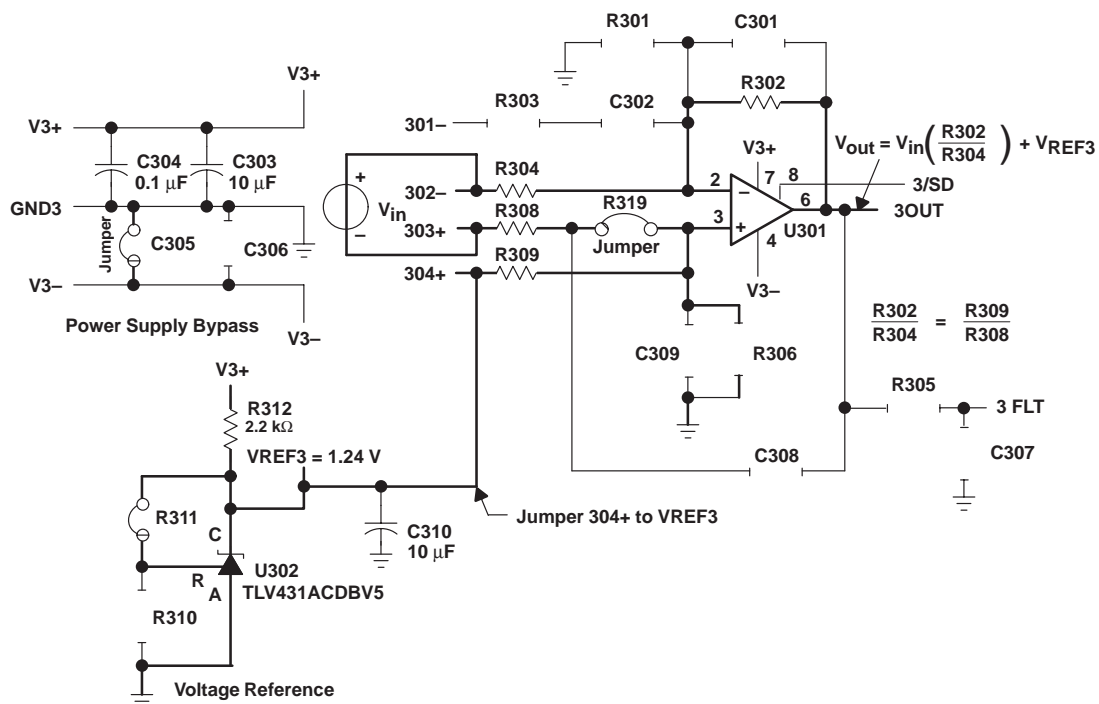 R301
C301
R302
R303
C302
301–
V3+
V3+
C304
0.1 μF
C303
10 μF
GND3
Jumper
C305
C306
V3–
V3–
Power Supply Bypass
+
Vin
–
302–
303+
304+
R304
R308
R309
R319
Jumper
V3+
2
–
7
8
3/SD
3
+
6
3OUT
U301
4
V3–
Vout = Vin(R302/R304) + VREF3
C309
R306
R302/R304 = R309/R308
R305
3 FLT
C307
C308
V3+
R312
2.2 kΩ
VREF3 = 1.24 V
R311
C310
10 μF
Jumper 304+ to VREF3
C
R
A
U302
TLV431ACDBV5
R310
Voltage Reference